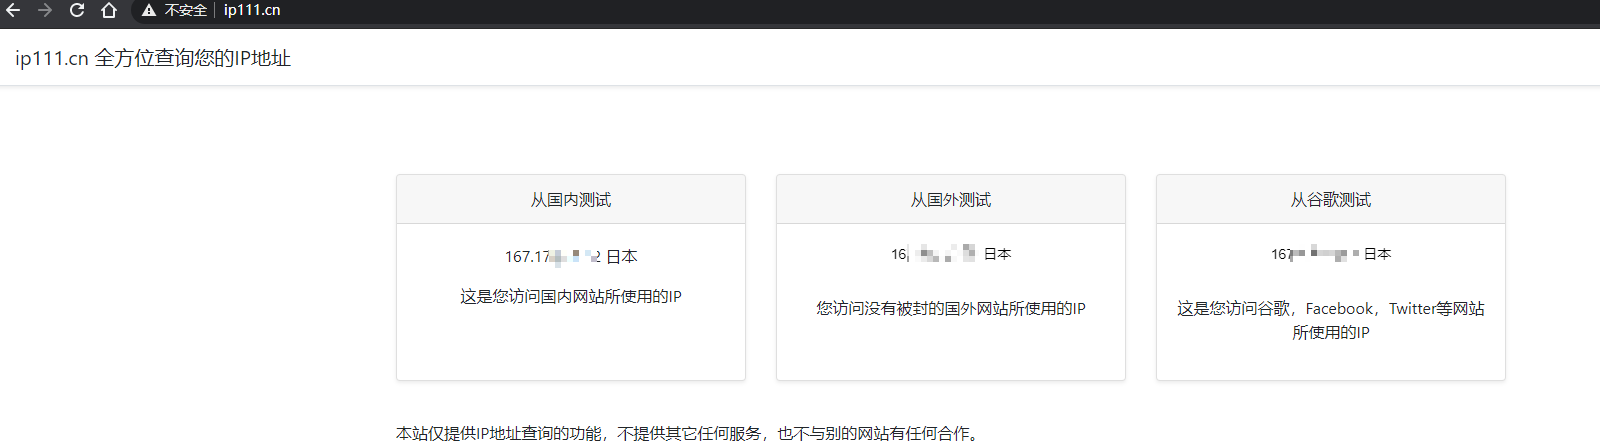 不安全 ip111.cn
ip111.cn 全方位查询您的IP地址
从国内测试
167.17 2 日本
这是您访问国内网站所使用的IP
从国外测试
16 日本
您访问没有被封的国外网站所使用的IP
从谷歌测试
167 日本
这是您访问谷歌，Facebook，Twitter等网站
所使用的IP
本站仅提供IP地址查询的功能，不提供其它任何服务，也不与别的网站有任何合作。